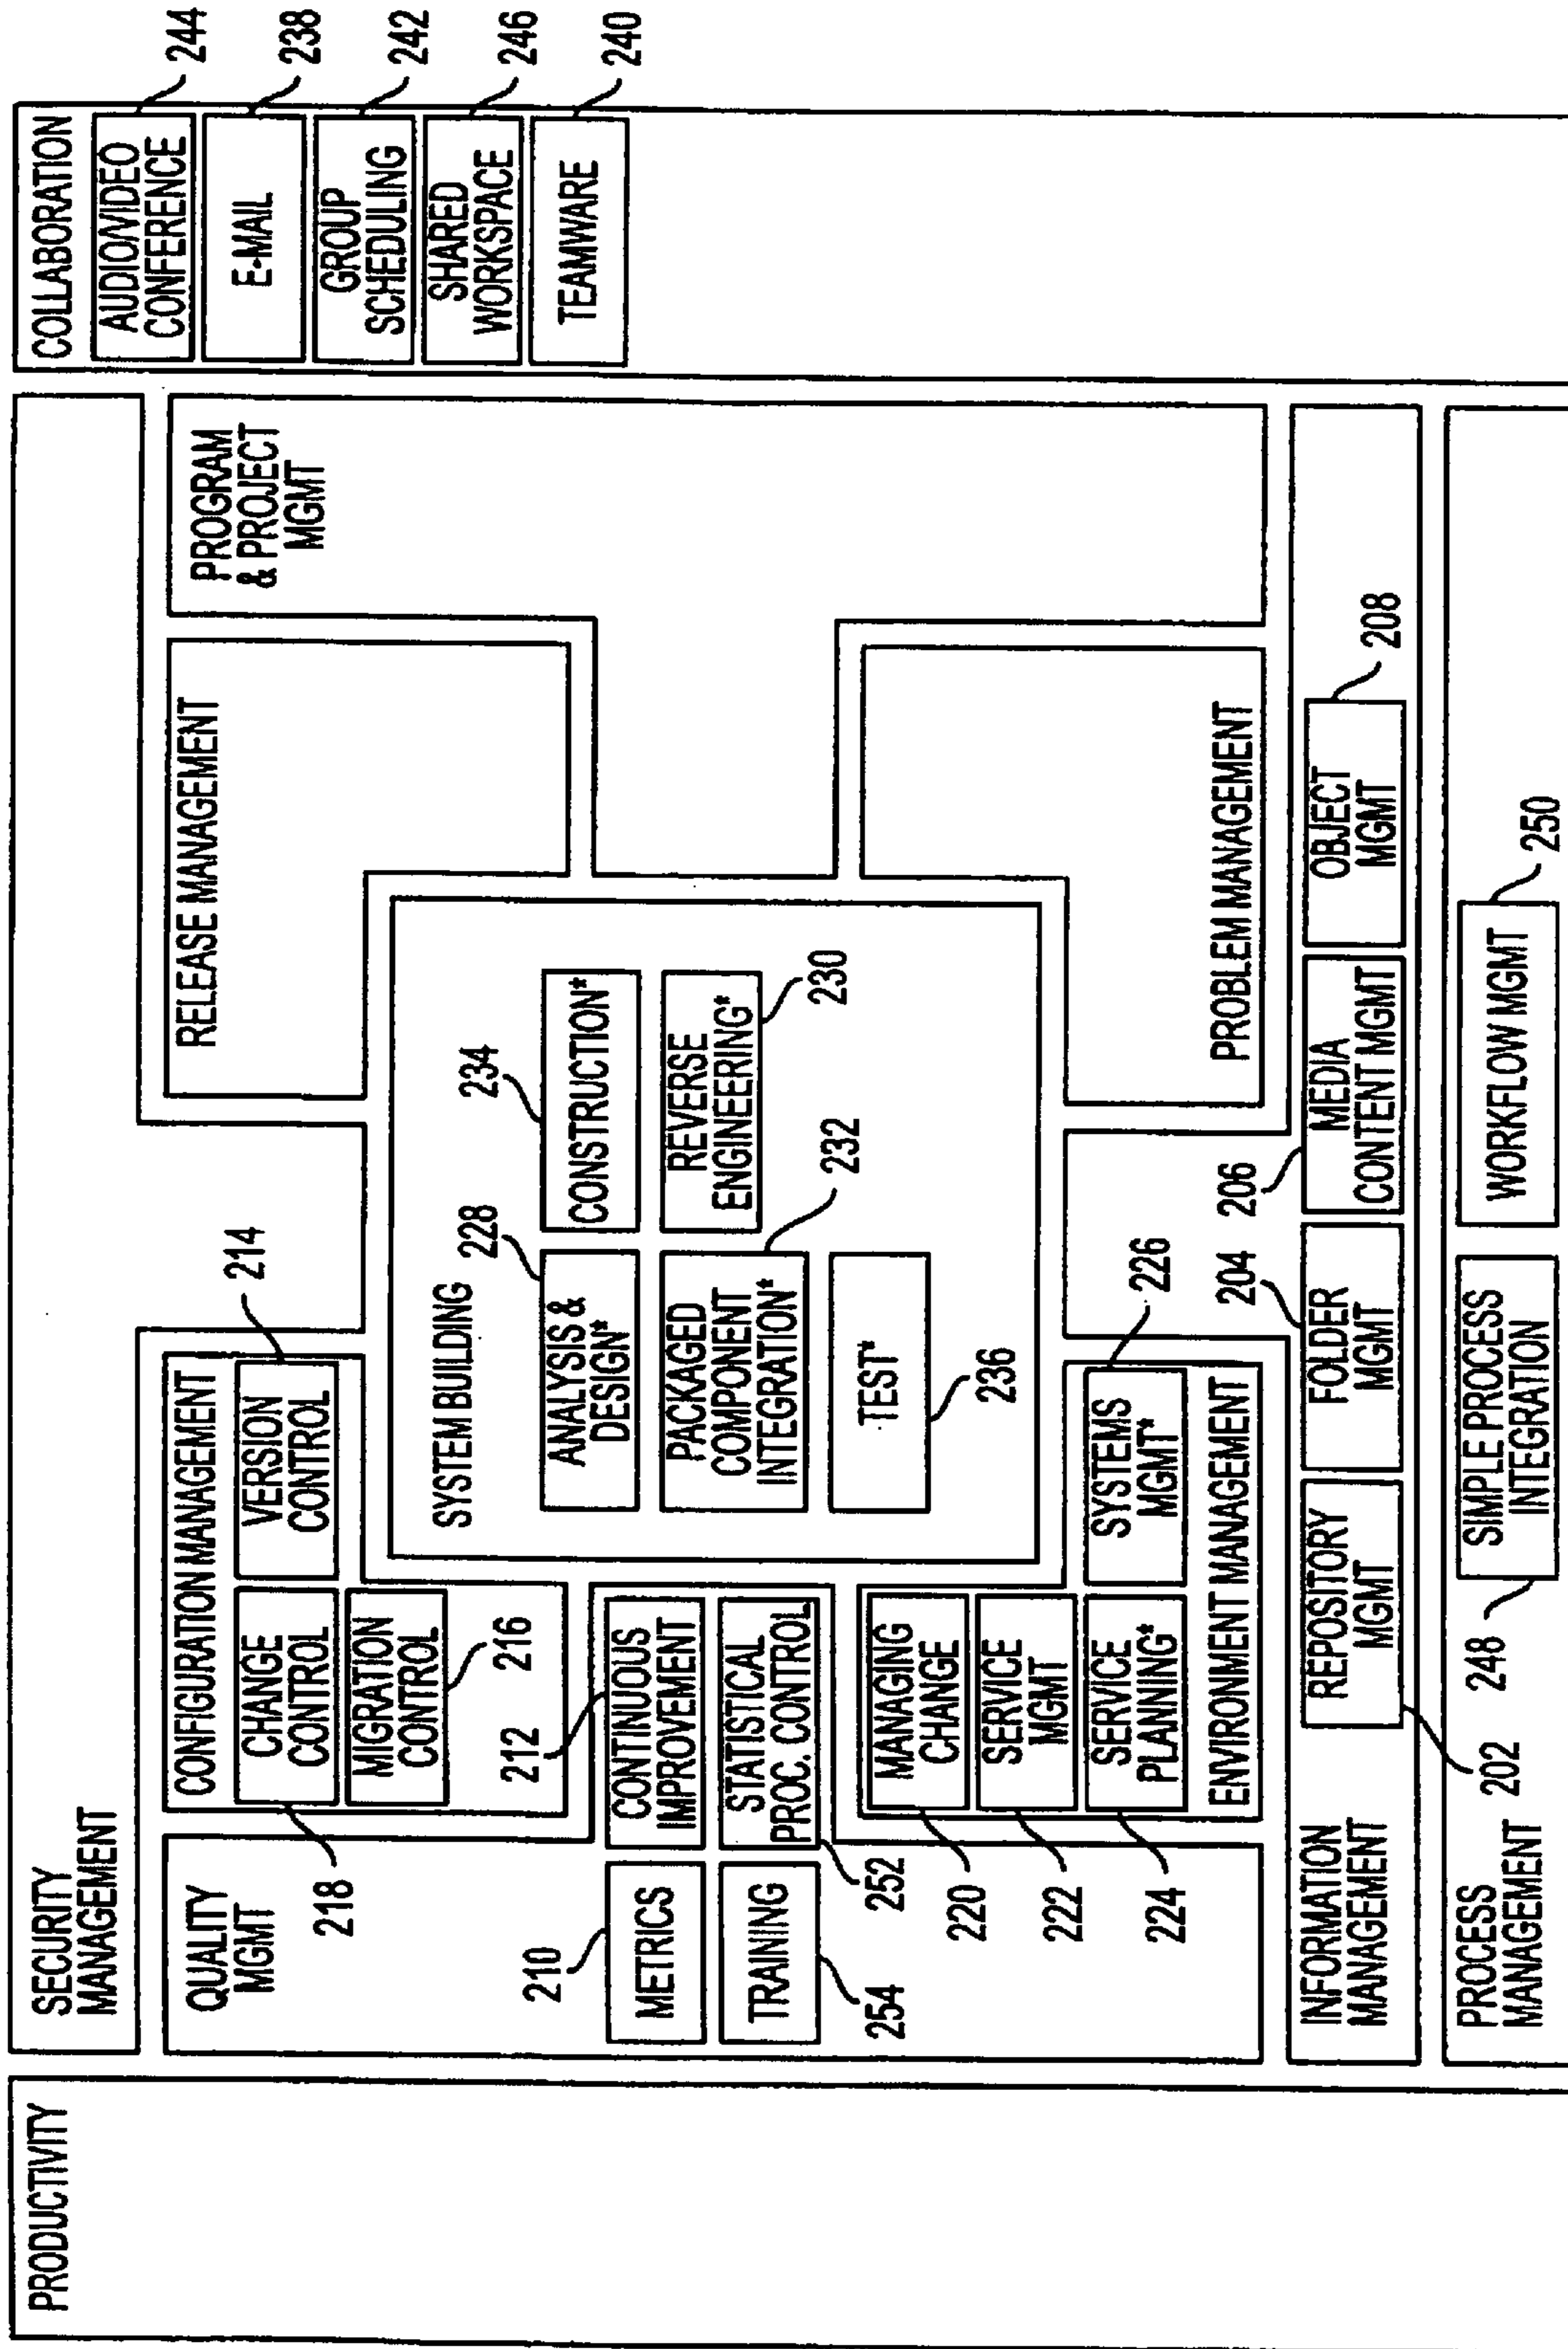 PRODUCTIVITY
SECURITY
MANAGEMENT
COLLABORATION
AUDIO/VIDEO
CONFERENCE
244
E-MAIL
238
GROUP
SCHEDULING
242
SHARED
WORKSPACE
246
TEAMWARE
240
QUALITY
MGMT
210
METRICS
TRAINING
254
212
CONTINUOUS
IMPROVEMENT
STATISTICAL
PROC. CONTROL
252
CONFIGURATION MANAGEMENT
CHANGE
CONTROL
218
VERSION
CONTROL
214
MIGRATION
CONTROL
216
RELEASE MANAGEMENT
PROGRAM
& PROJECT
MGMT
SYSTEM BUILDING
228
ANALYSIS &
DESIGN*
234
CONSTRUCTION*
PACKAGED
COMPONENT
INTEGRATION*
232
REVERSE
ENGINEERING*
230
TEST*
236
MANAGING
CHANGE
220
SERVICE
MGMT
222
SERVICE
PLANNING*
224
SYSTEMS
MGMT*
226
ENVIRONMENT MANAGEMENT
PROBLEM MANAGEMENT
INFORMATION
MANAGEMENT
REPOSITORY
MGMT
202
204
FOLDER
MGMT
206
MEDIA
CONTENT MGMT
OBJECT
MGMT
208
PROCESS
MANAGEMENT
248
SIMPLE PROCESS
INTEGRATION
WORKFLOW MGMT
250